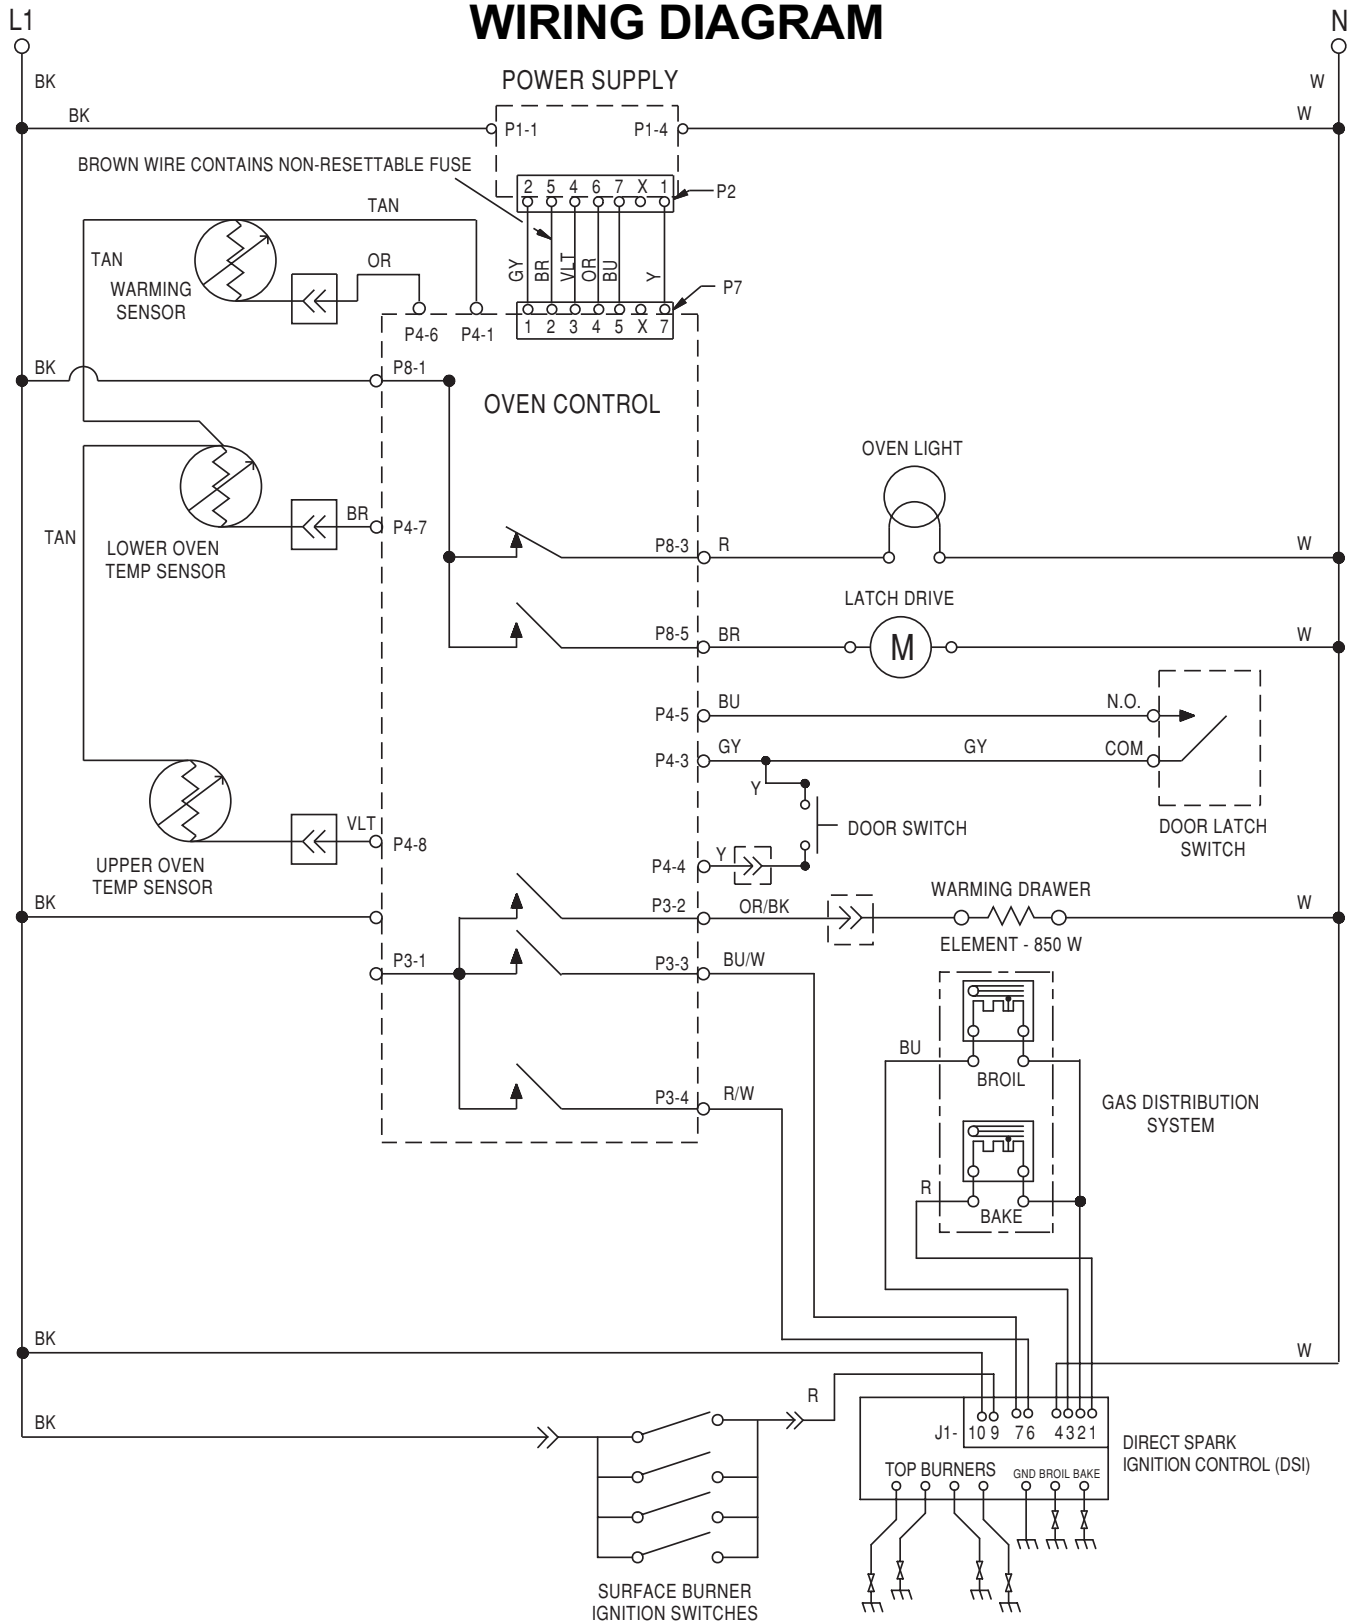 WIRING DIAGRAM
L1
N
BK
W
POWER SUPPLY
BK
P1-1
P1-4
W
BROWN WIRE CONTAINS NON-RESETTABLE FUSE
2 5 4 6 7 X 1
P2
TAN
TAN
OR
WARMING
SENSOR
GY
BR
VLT
OR
BU
Y
P7
P4-6
P4-1
1 2 3 4 5 X 7
BK
P8-1
OVEN CONTROL
OVEN LIGHT
BR
P4-7
TAN
LOWER OVEN
TEMP SENSOR
P8-3
R
W
LATCH DRIVE
P8-5
BR
M
W
P4-5
BU
N.O.
P4-3
GY
GY
COM
Y
DOOR SWITCH
DOOR LATCH
SWITCH
VLT
P4-8
UPPER OVEN
TEMP SENSOR
P4-4
Y
BK
P3-2
OR/BK
WARMING DRAWER
W
ELEMENT - 850 W
P3-1
P3-3
BU/W
BU
BROIL
P3-4
R/W
GAS DISTRIBUTION
SYSTEM
R
BAKE
BK
W
BK
R
J1-
10 9 7 6 4 3 2 1
DIRECT SPARK
IGNITION CONTROL (DSI)
TOP BURNERS
GND BROIL BAKE
SURFACE BURNER
IGNITION SWITCHES